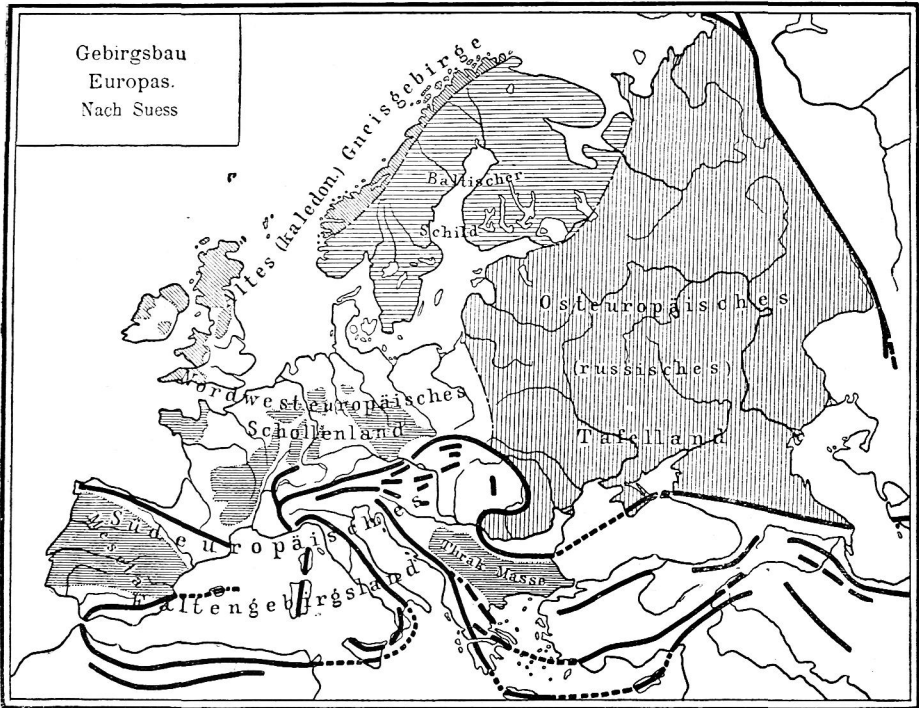 Gebirgsbau
Europas.
Nach Suess
Altes (kaledon.) Gneisgebirge
Baltischer
Schild
Osteuropäisches
(russisches)
Tafelland
Nordwesteuropäisches
Schollenland
Südeuropäisches
Faltengebirgsland
Thrak Masse